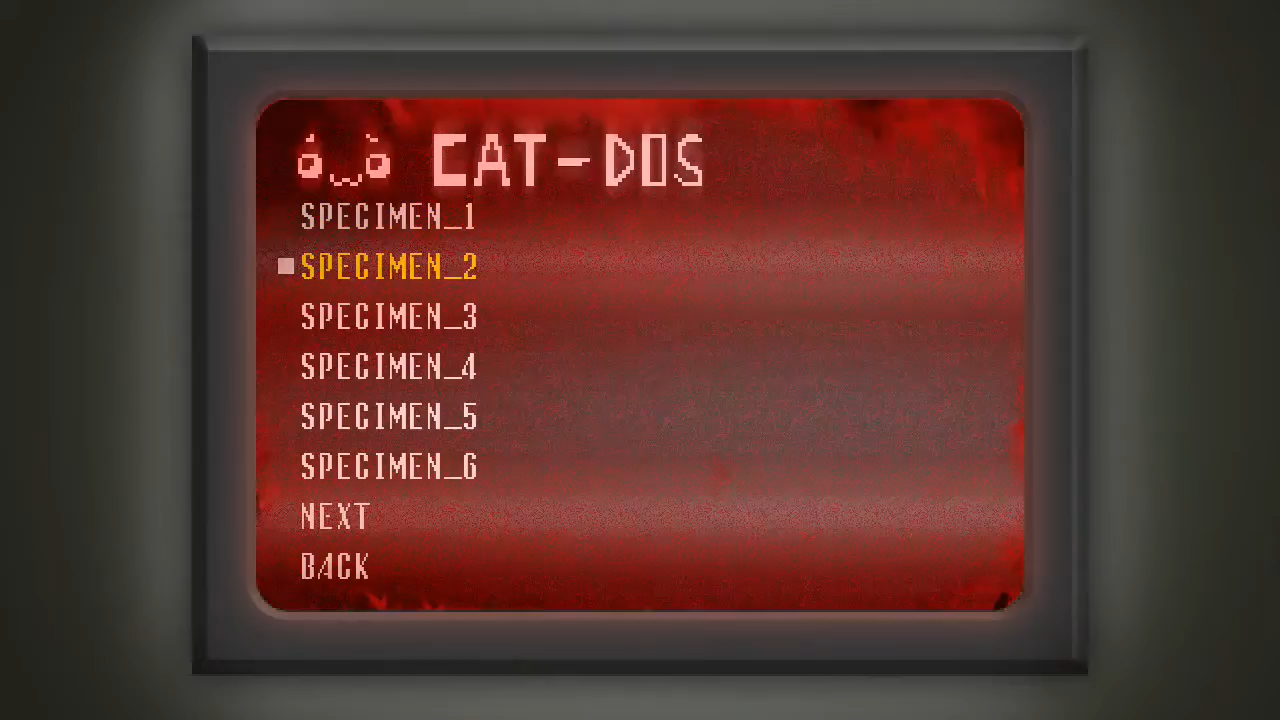 CAT-DOS
SPECIMEN_1
SPECIMEN_2
SPECIMEN_3
SPECIMEN_4
SPECIMEN_5
SPECIMEN_6
NEXT
BACK